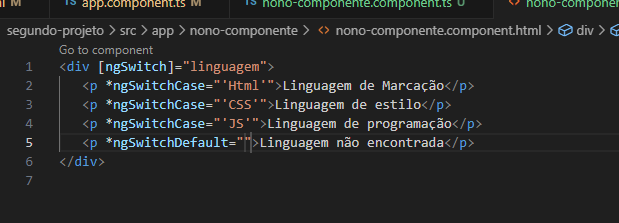 app.component.ts M
TS nono-componente.component.ts U
<> nono-com
segundo-projeto > src > app > nono-componente > <> nono-componente.component.html > div >
Go to component
1 <div [ngSwitch]="linguagem">
2 <p *ngSwitchCase="'Html'">Linguagem de Marcação</p>
3 <p *ngSwitchCase="'CSS'">Linguagem de estilo</p>
4 <p *ngSwitchCase="'JS'">Linguagem de programação</p>
5 <p *ngSwitchDefault="">Linguagem não encontrada</p>
6 </div>
7